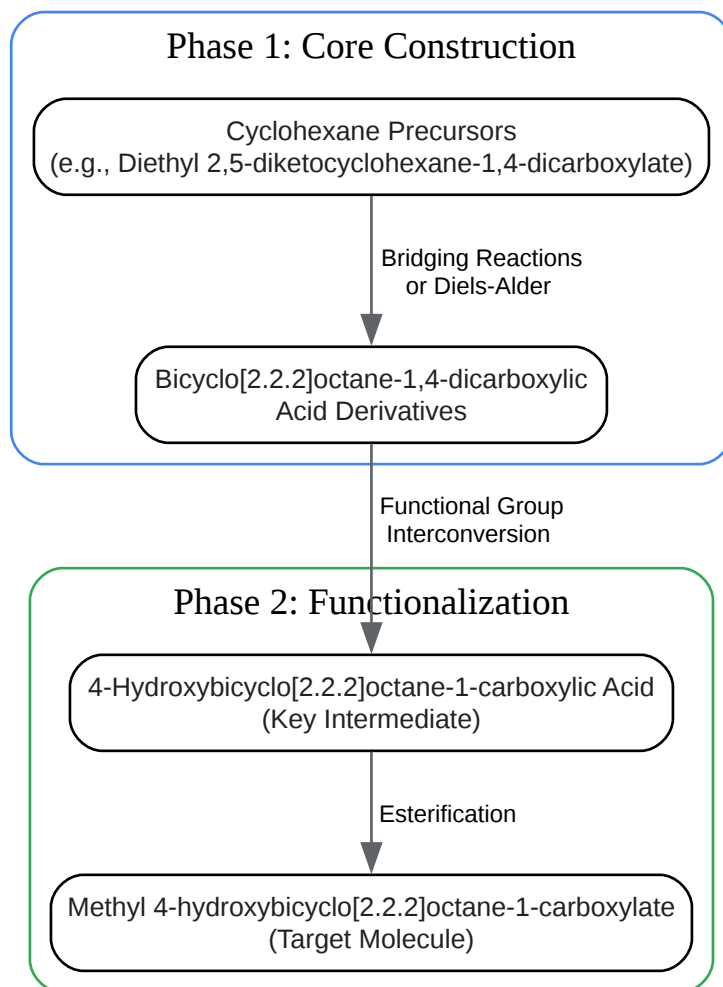 Phase 1: Core Construction
Cyclohexane Precursors
(e.g., Diethyl 2,5-diketocyclohexane-1,4-dicarboxylate)
Bridging Reactions
or Diels-Alder
Bicyclo[2.2.2]octane-1,4-dicarboxylic
Acid Derivatives
Functional Group
Interconversion
Phase 2: Functionalization
4-Hydroxybicyclo[2.2.2]octane-1-carboxylic Acid
(Key Intermediate)
Esterification
Methyl 4-hydroxybicyclo[2.2.2]octane-1-carboxylate
(Target Molecule)